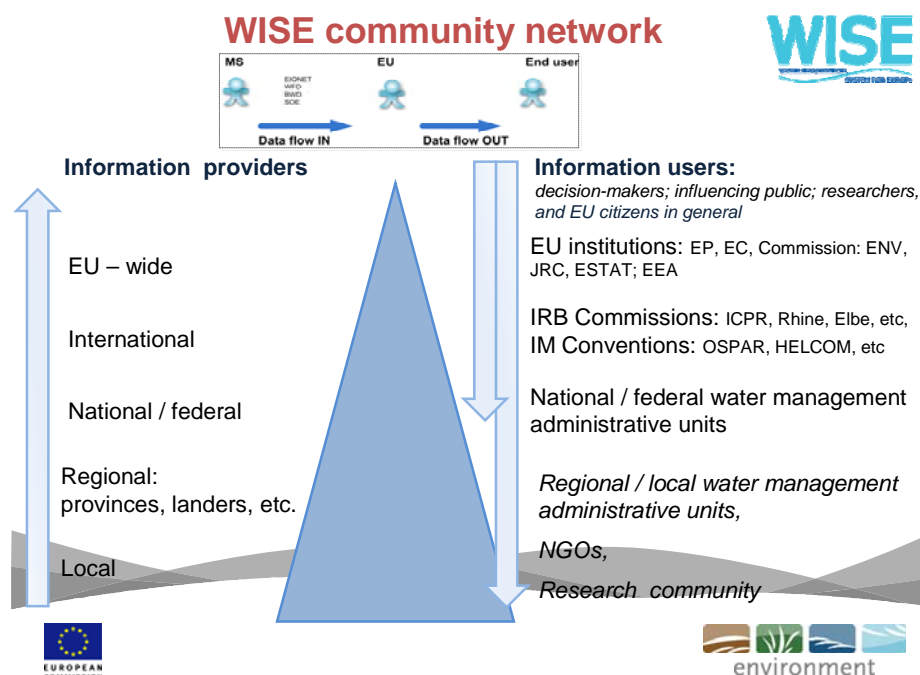 WISE community network
WISE
MS
EU
End user
EIONET
WFD
BWD
SOE
Data flow IN
Data flow OUT
Information providers
EU – wide
International
National / federal
Regional:
provinces, landers, etc.
Local
Information users:
decision-makers; influencing public; researchers,
and EU citizens in general
EU institutions: EP, EC, Commission: ENV,
JRC, ESTAT; EEA
IRB Commissions: ICPR, Rhine, Elbe, etc,
IM Conventions: OSPAR, HELCOM, etc
National / federal water management
administrative units
Regional / local water management
administrative units,
NGOs,
Research community
EUROPEAN
environment